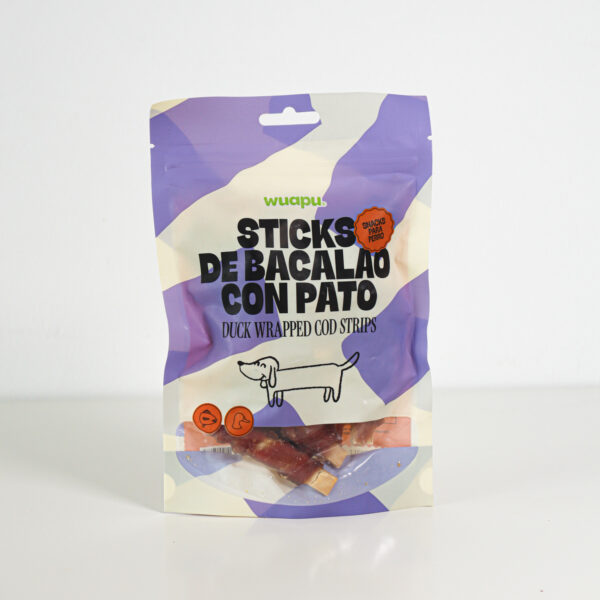 wuapu.
STICKS
DE BACALAO
CON PATO
SNACKS
PARA
PERRO
DUCK WRAPPED COD STRIPS